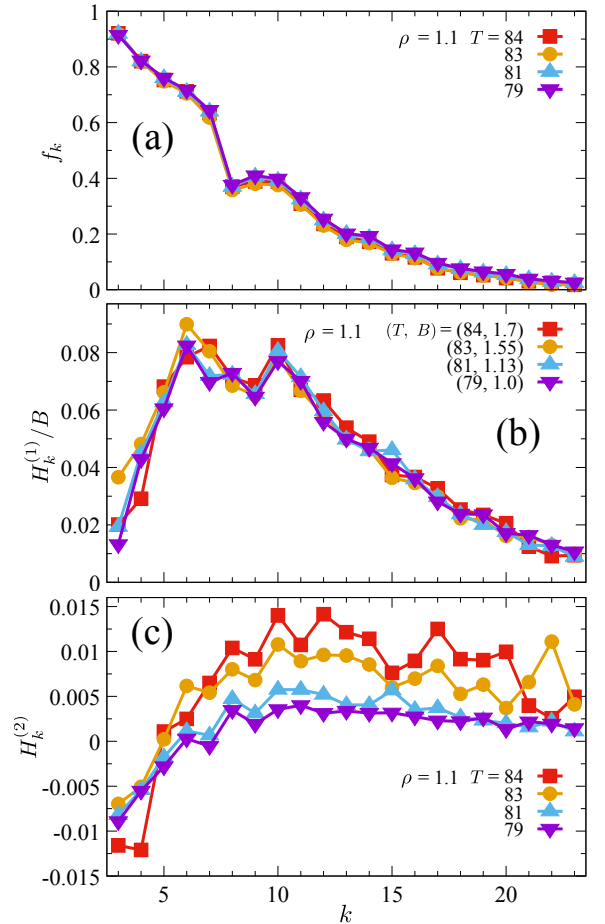 1
0.8
0.6
0.4
0.2
0
f_k
(a)
ρ = 1.1 T = 84
83
81
79
0.08
0.06
0.04
0.02
0
H_k^{(1)}/B
ρ = 1.1 (T, B) = (84, 1.7)
(83, 1.55)
(81, 1.13)
(79, 1.0)
(b)
0.015
0.01
0.005
0
-0.005
-0.01
-0.015
H_k^{(2)}
(c)
ρ = 1.1 T = 84
83
81
79
5 10 15 20
k